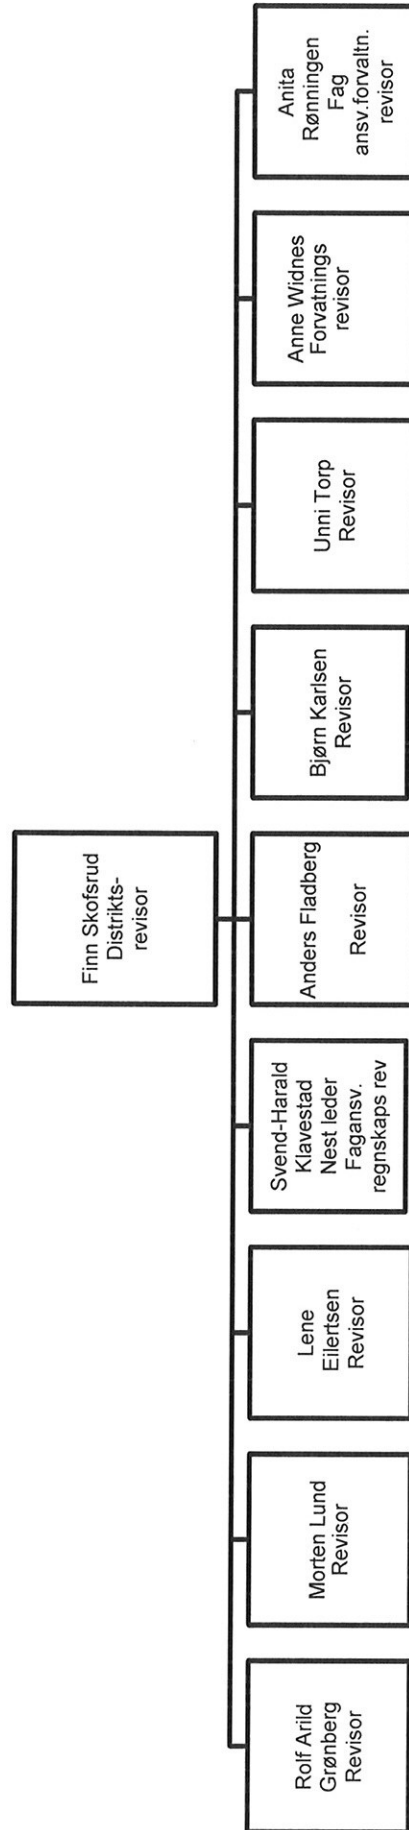 Finn Skofsrud
Distrikts-
revisor
Rolf Arild
Grønberg
Revisor
Morten Lund
Revisor
Lene
Eilertsen
Revisor
Svend-Harald
Klavestad
Nest leder
Fagansv.
regnskaps rev
Anders Fladberg
Revisor
Bjørn Karlsen
Revisor
Unni Torp
Revisor
Anne Widnes
Forvatnings
revisor
Anita
Rønningen
Fag
ansv.forvaltn.
revisor